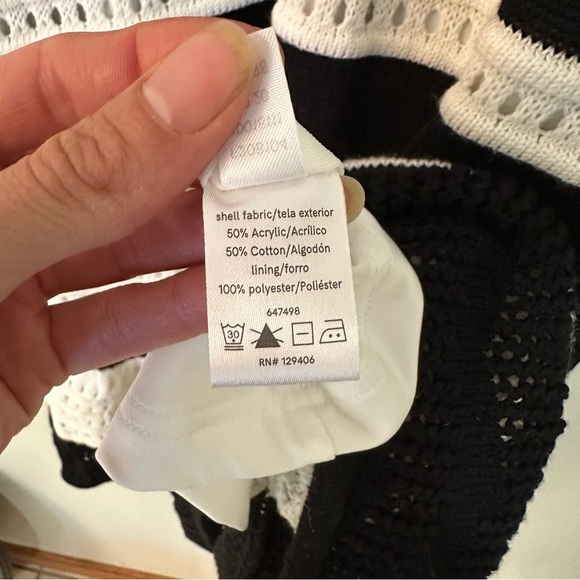 shell fabric/tela exterior
50% Acrylic/Acrílico
50% Cotton/Algodón
lining/forro
100% polyester/Poliéster
647498
30
RN# 129406